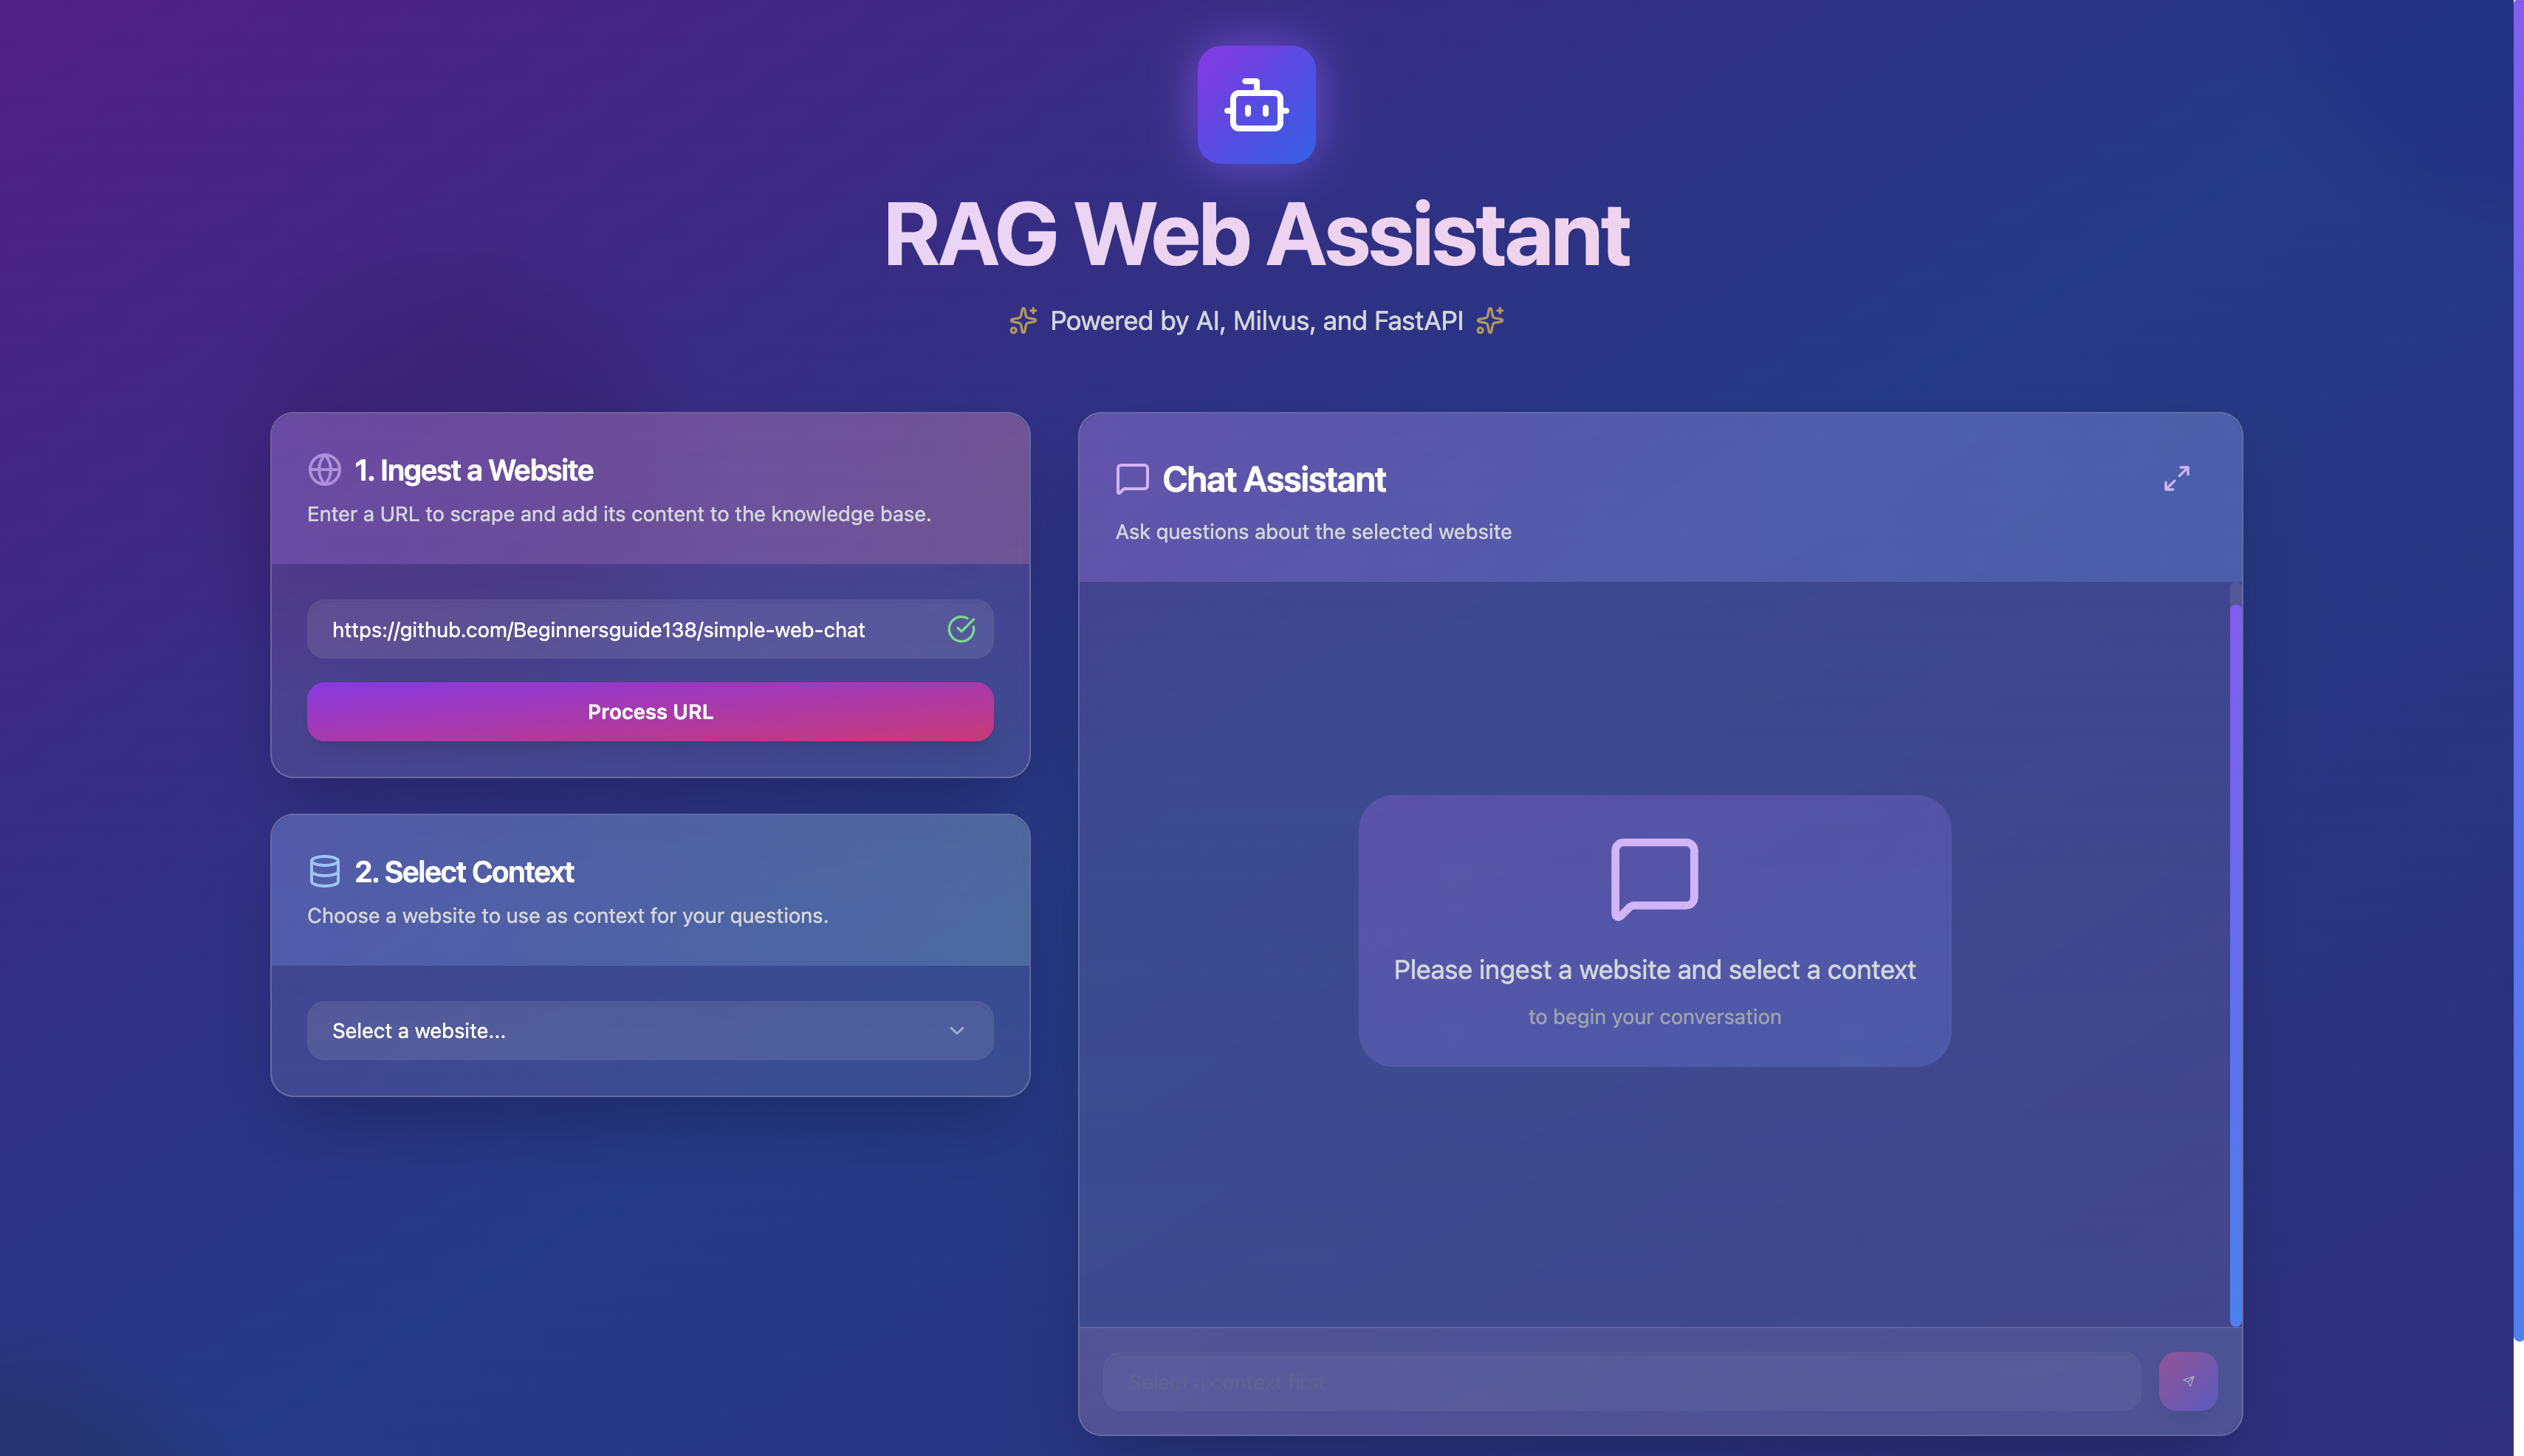 RAG Web Assistant
Powered by AI, Milvus, and FastAPI
1. Ingest a Website
Enter a URL to scrape and add its content to the knowledge base.
https://github.com/Beginnersguide138/simple-web-chat
Process URL
2. Select Context
Choose a website to use as context for your questions.
Select a website...
Chat Assistant
Ask questions about the selected website
Please ingest a website and select a context
to begin your conversation
Select a context first